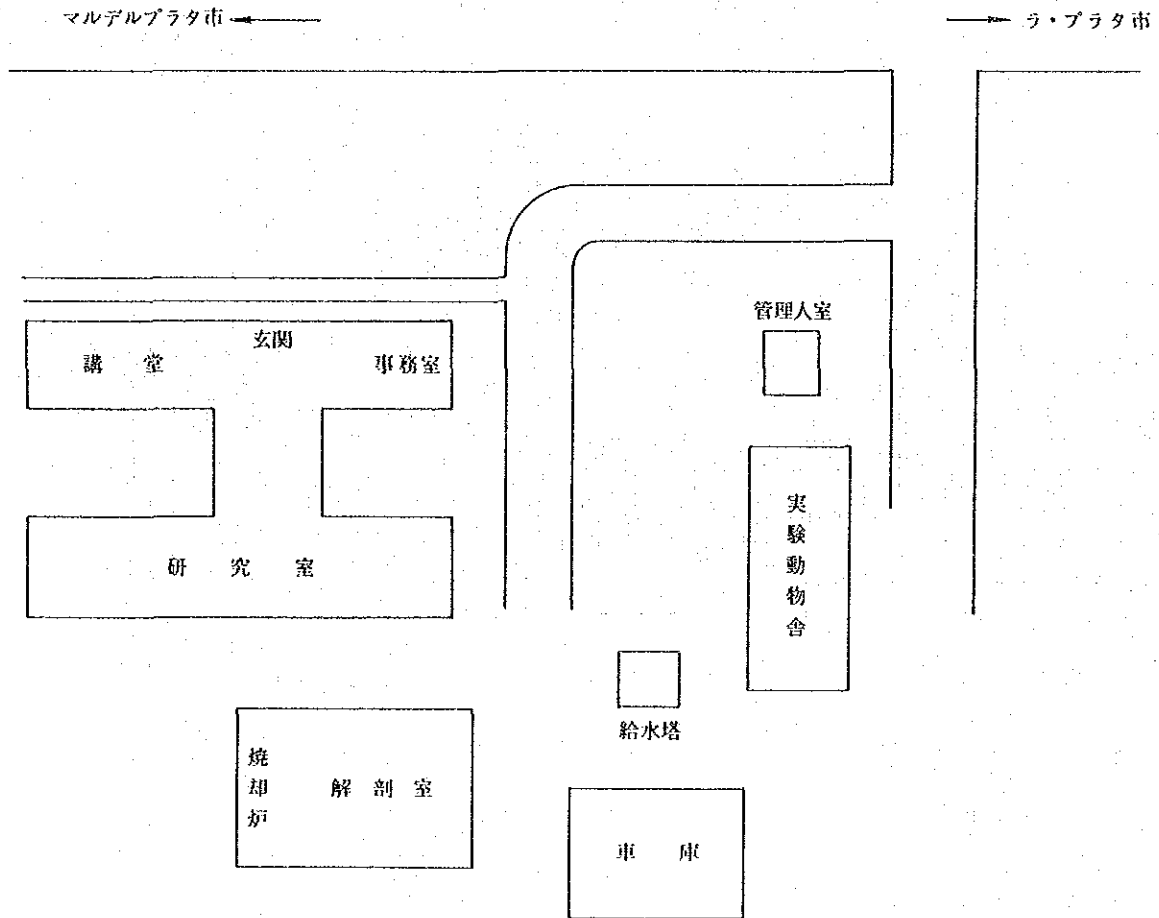 マルデルプラタ市
ラ・プラタ市
管理人室
玄関
講堂
事務室
実験動物舎
研究室
給水塔
焼却炉
解剖室
車庫